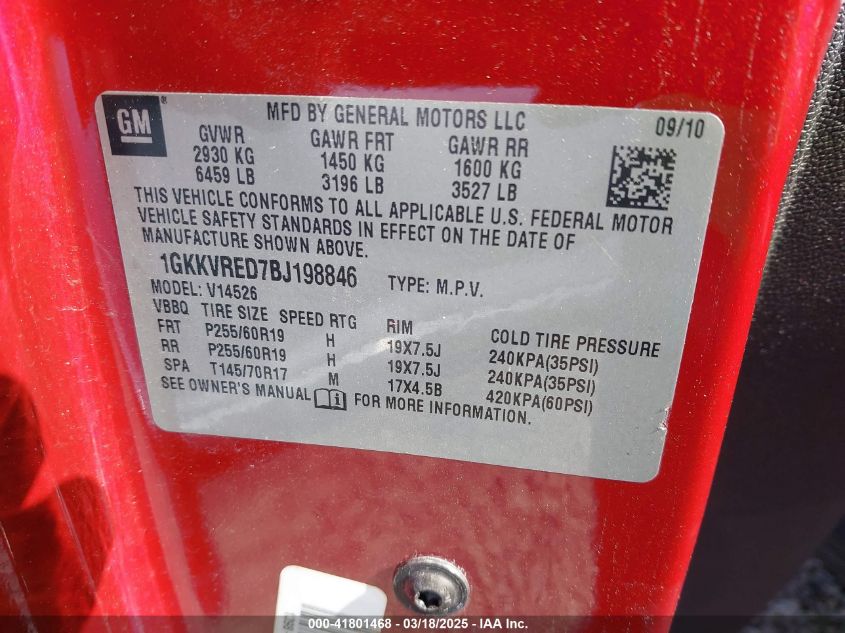 GM ®
MFD BY GENERAL MOTORS LLC
09/10
GVWR GAWR FRT GAWR RR
2930 KG 1450 KG 1600 KG
6459 LB 3196 LB 3527 LB
THIS VEHICLE CONFORMS TO ALL APPLICABLE U.S. FEDERAL MOTOR
VEHICLE SAFETY STANDARDS IN EFFECT ON THE DATE OF
MANUFACTURE SHOWN ABOVE.
1GKKVRED7BJ198846 TYPE: M.P.V.
MODEL: V14526
VBBQ TIRE SIZE SPEED RTG RIM COLD TIRE PRESSURE
FRT P255/60R19 H 19X7.5J 240KPA(35PSI)
RR P255/60R19 H 19X7.5J 240KPA(35PSI)
SPA T145/70R17 M 17X4.5B 420KPA(60PSI)
SEE OWNER'S MANUAL i FOR MORE INFORMATION.
000-41801468 - 03/18/2025 - IAA Inc.